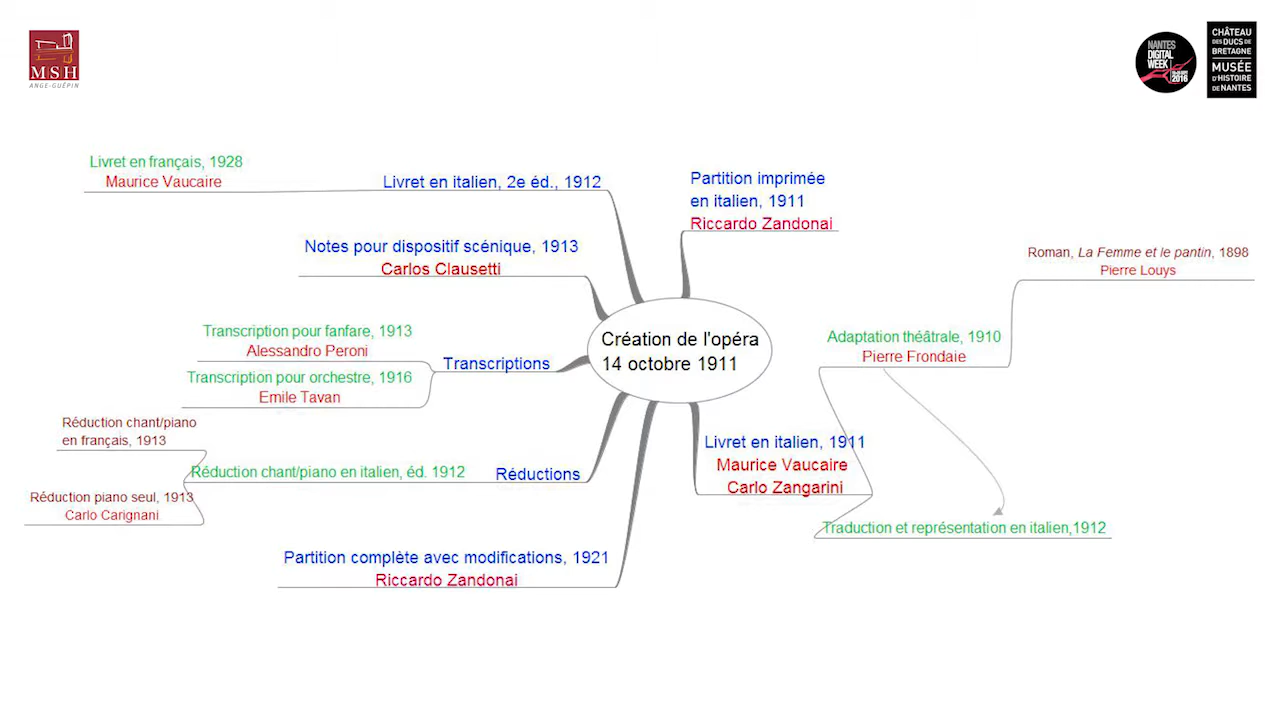 MSH
ANGE-GUÉPIN
NANTES
DIGITAL
WEEK
2016
CHÂTEAU
DES DUCS DE
BRETAGNE
MUSÉE
D'HISTOIRE
DE NANTES
Livret en français, 1928
Maurice Vaucaire
Livret en italien, 2e éd., 1912
Partition imprimée
en italien, 1911
Riccardo Zandonai
Notes pour dispositif scénique, 1913
Carlos Clausetti
Roman, La Femme et le pantin, 1898
Pierre Louys
Transcription pour fanfare, 1913
Alessandro Peroni
Transcriptions
Transcription pour orchestre, 1916
Emile Tavan
Création de l'opéra
14 octobre 1911
Adaptation théâtrale, 1910
Pierre Frondaie
Réduction chant/piano
en français, 1913
Réduction chant/piano en italien, éd. 1912
Réductions
Réduction piano seul, 1913
Carlo Carignani
Livret en italien, 1911
Maurice Vaucaire
Carlo Zangarini
Traduction et représentation en italien,1912
Partition complète avec modifications, 1921
Riccardo Zandonai